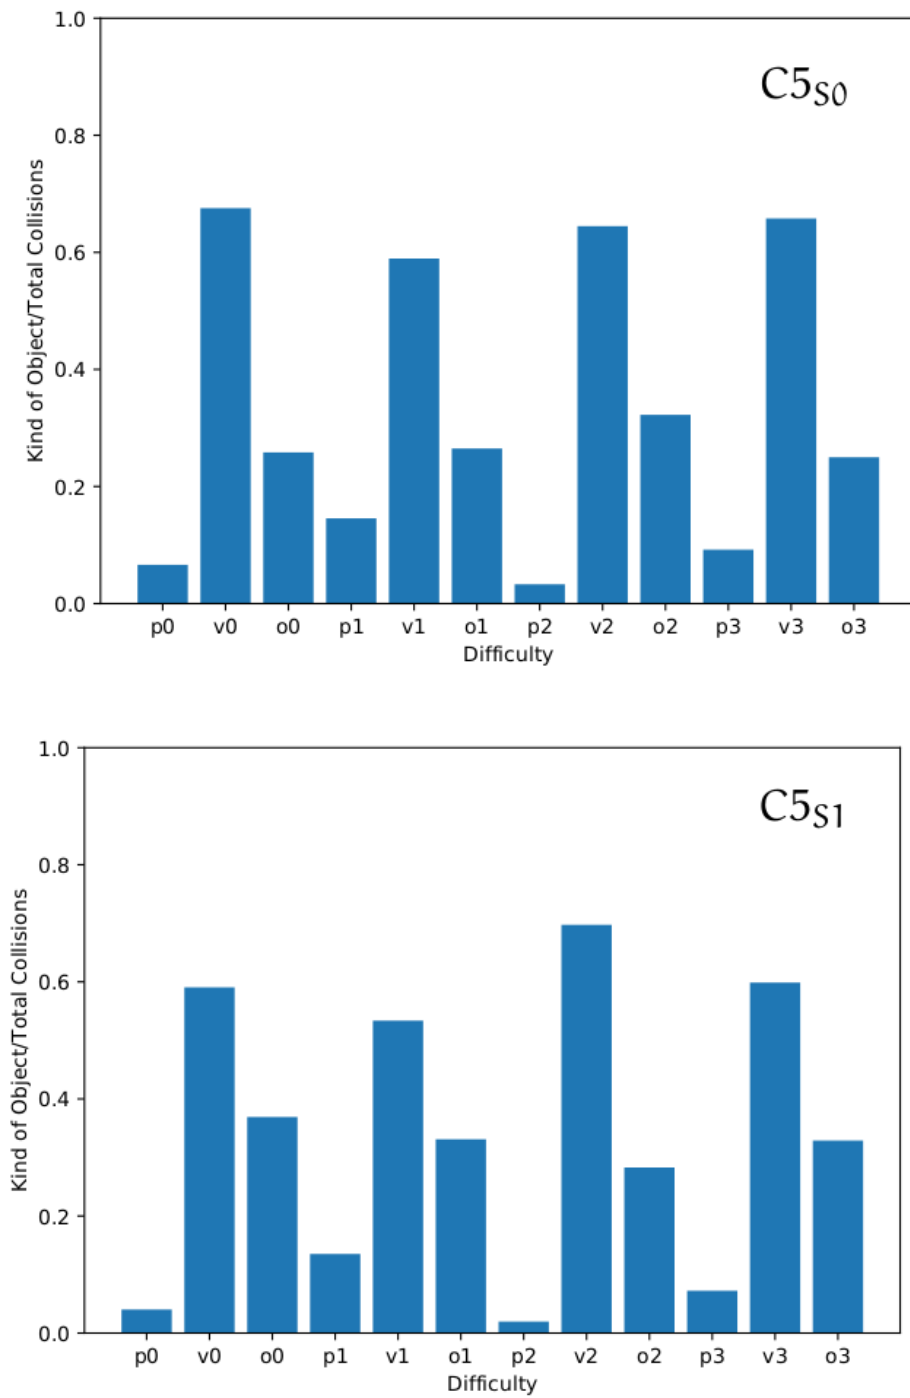 1.0
C5S0
0.8
0.6
0.4
0.2
0.0
Kind of Object/Total Collisions
p0 v0 o0 p1 v1 o1 p2 v2 o2 p3 v3 o3
Difficulty
1.0
C5S1
0.8
0.6
0.4
0.2
0.0
Kind of Object/Total Collisions
p0 v0 o0 p1 v1 o1 p2 v2 o2 p3 v3 o3
Difficulty